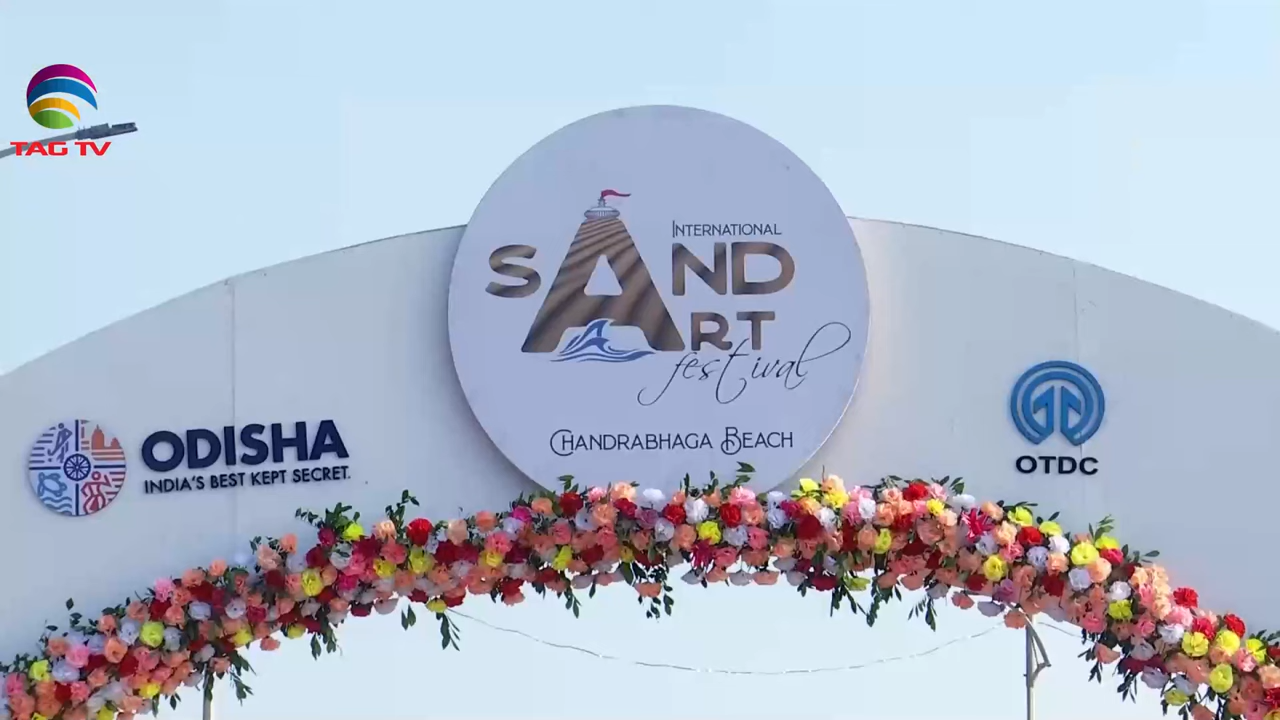 TAG TV
INTERNATIONAL
SAND
ART
festival
CHANDRABHAGA BEACH
ODISHA
INDIA'S BEST KEPT SECRET.
OTDC